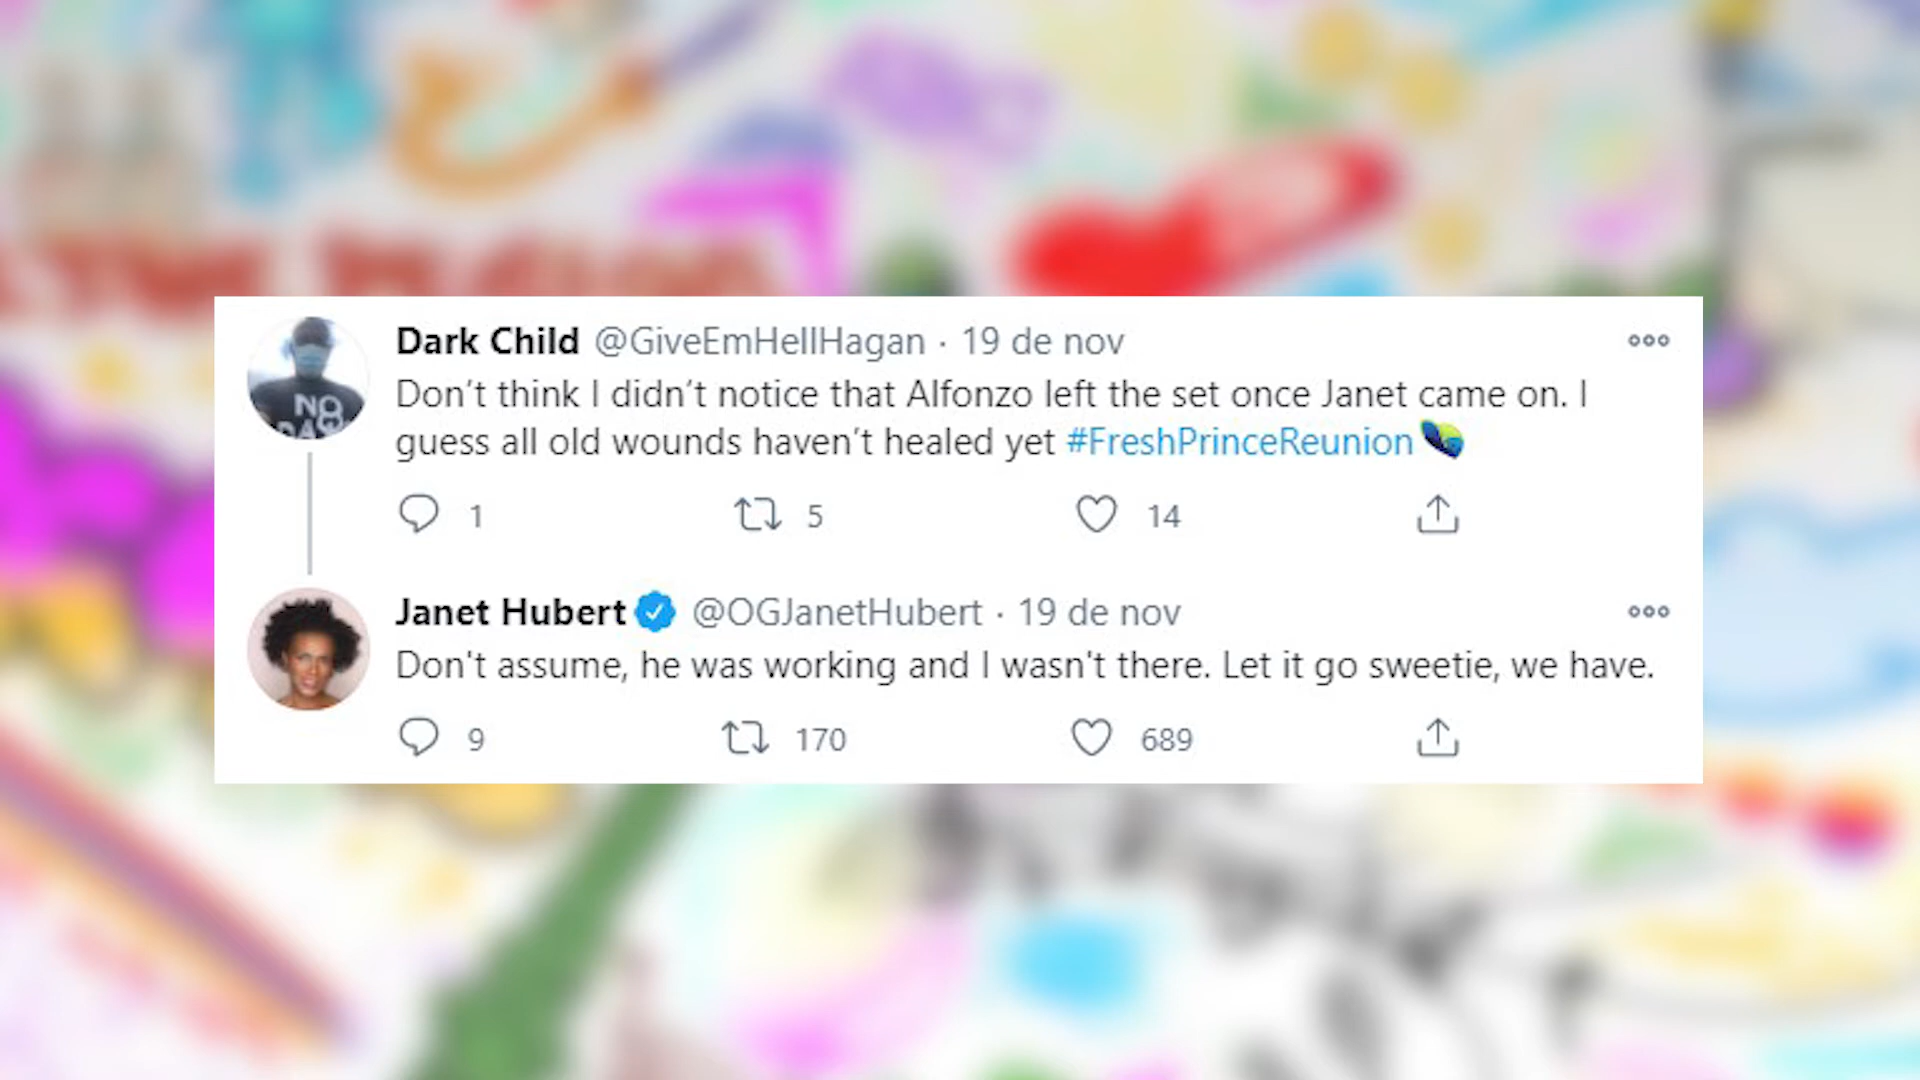 Dark Child @GiveEmHellHagan · 19 de nov
Don’t think I didn’t notice that Alfonzo left the set once Janet came on. I
guess all old wounds haven’t healed yet #FreshPrinceReunion
1 5 14
Janet Hubert @OGJanetHubert · 19 de nov
Don't assume, he was working and I wasn't there. Let it go sweetie, we have.
9 170 689